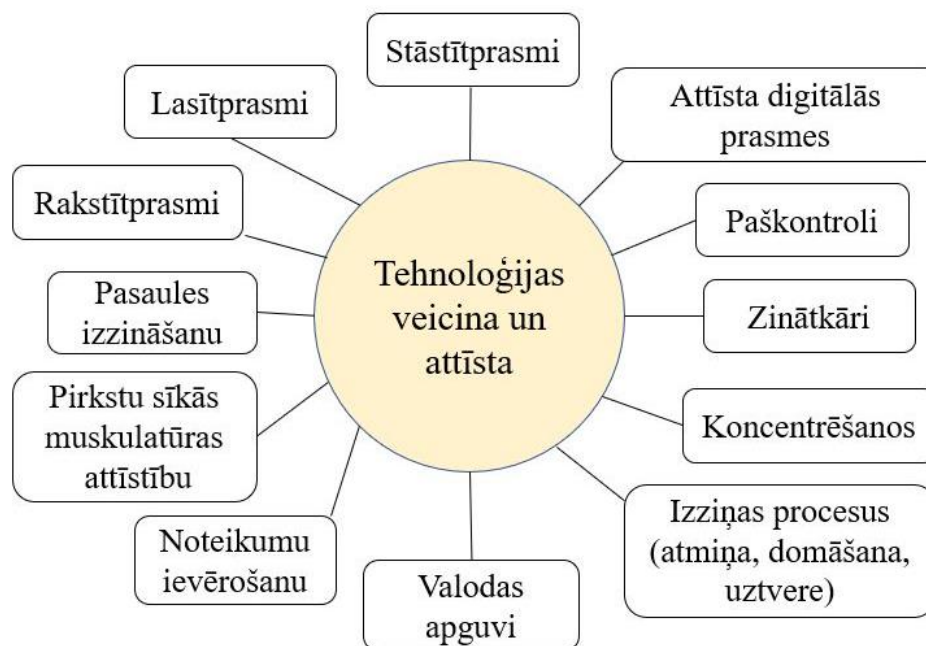 Stāstītprasmi
Attīsta digitālās
prasmes
Paškontroli
Zinātkāri
Koncentrēšanos
Izziņas procesus
(atmiņa, domāšana,
uztvere)
Valodas
apguvi
Noteikumu
ievērošanu
Pirkstu sīkās
muskulatūras
attīstību
Pasaules
izzināšanu
Rakstītprasmi
Lasītprasmi
Tehnoloģijas
veicina un
attīsta